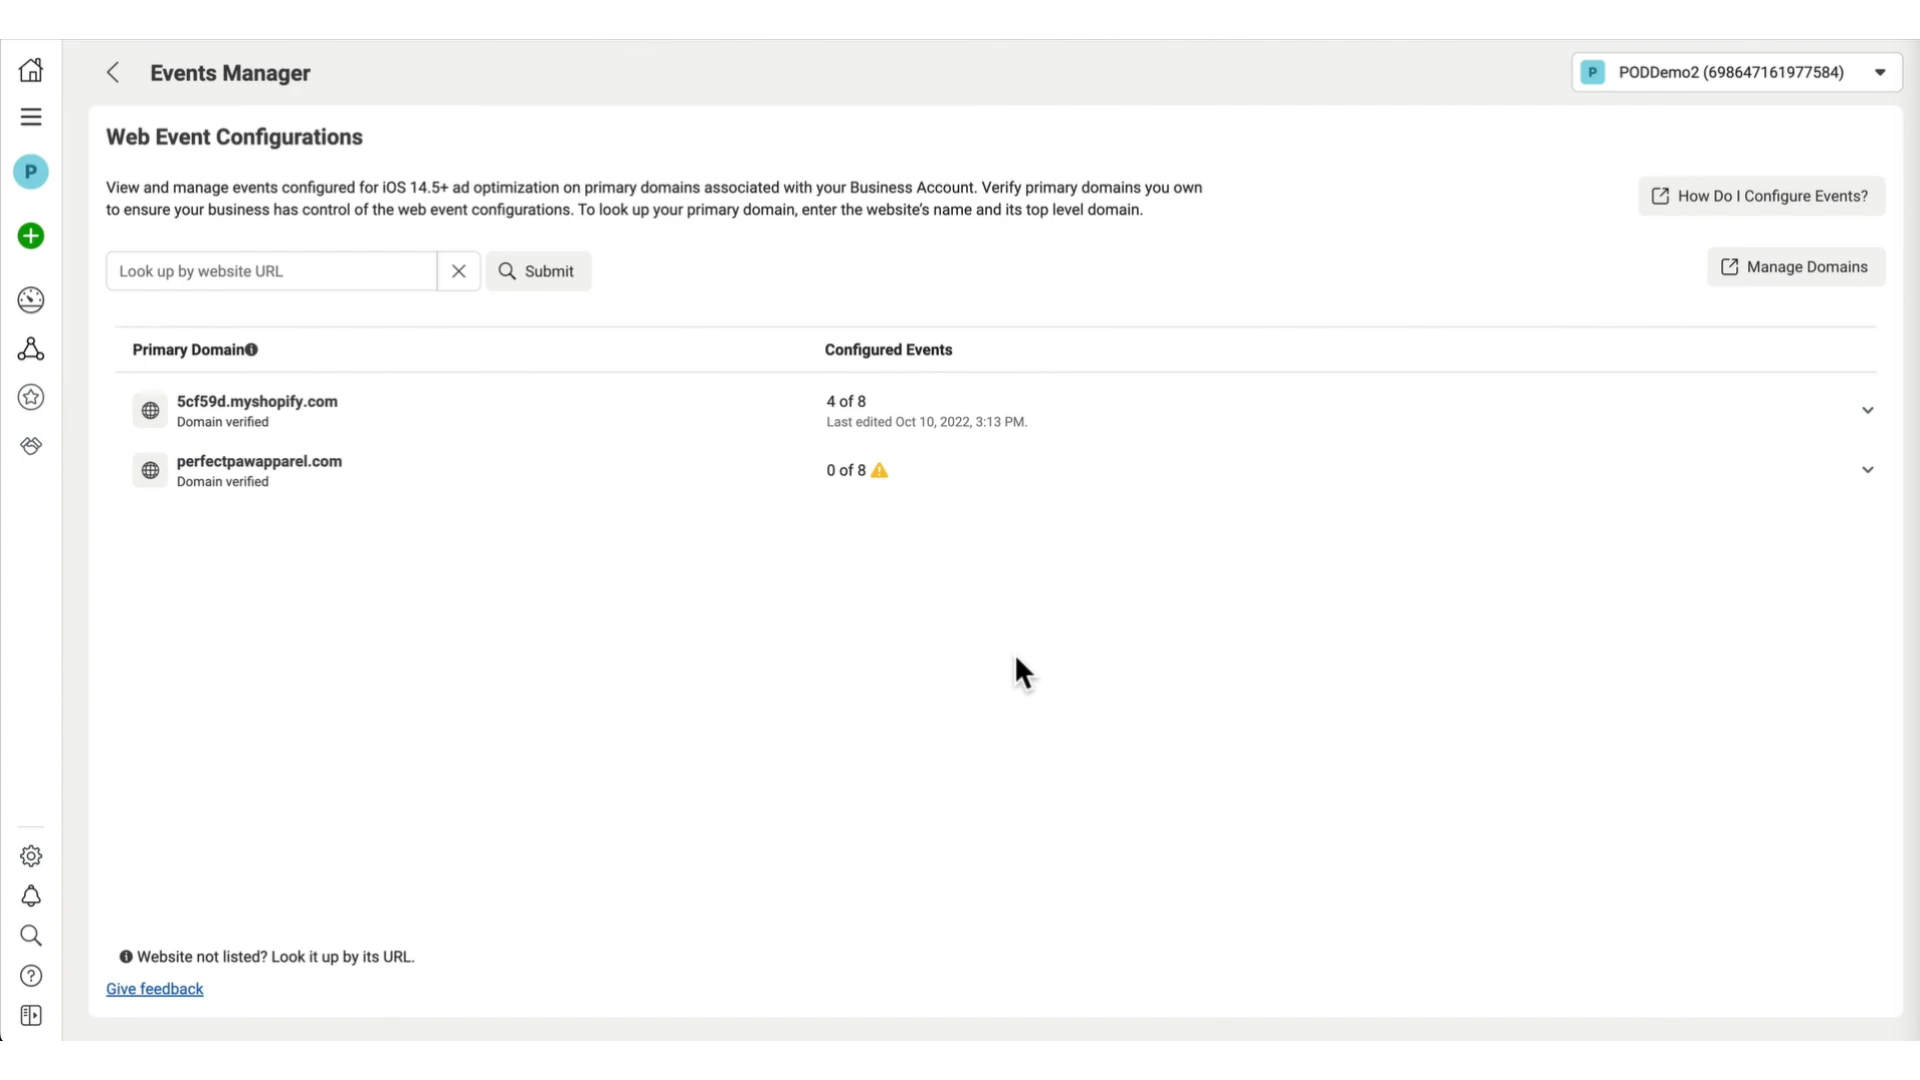 Events Manager
P PODDemo2 (698647161977584)
P
Web Event Configurations
View and manage events configured for iOS 14.5+ ad optimization on primary domains associated with your Business Account. Verify primary domains you own
to ensure your business has control of the web event configurations. To look up your primary domain, enter the website's name and its top level domain.
How Do I Configure Events?
Look up by website URL
Submit
Manage Domains
Primary Domain
Configured Events
5cf59d.myshopify.com
Domain verified
4 of 8
Last edited Oct 10, 2022, 3:13 PM.
perfectpawapparel.com
Domain verified
0 of 8
Website not listed? Look it up by its URL.
Give feedback